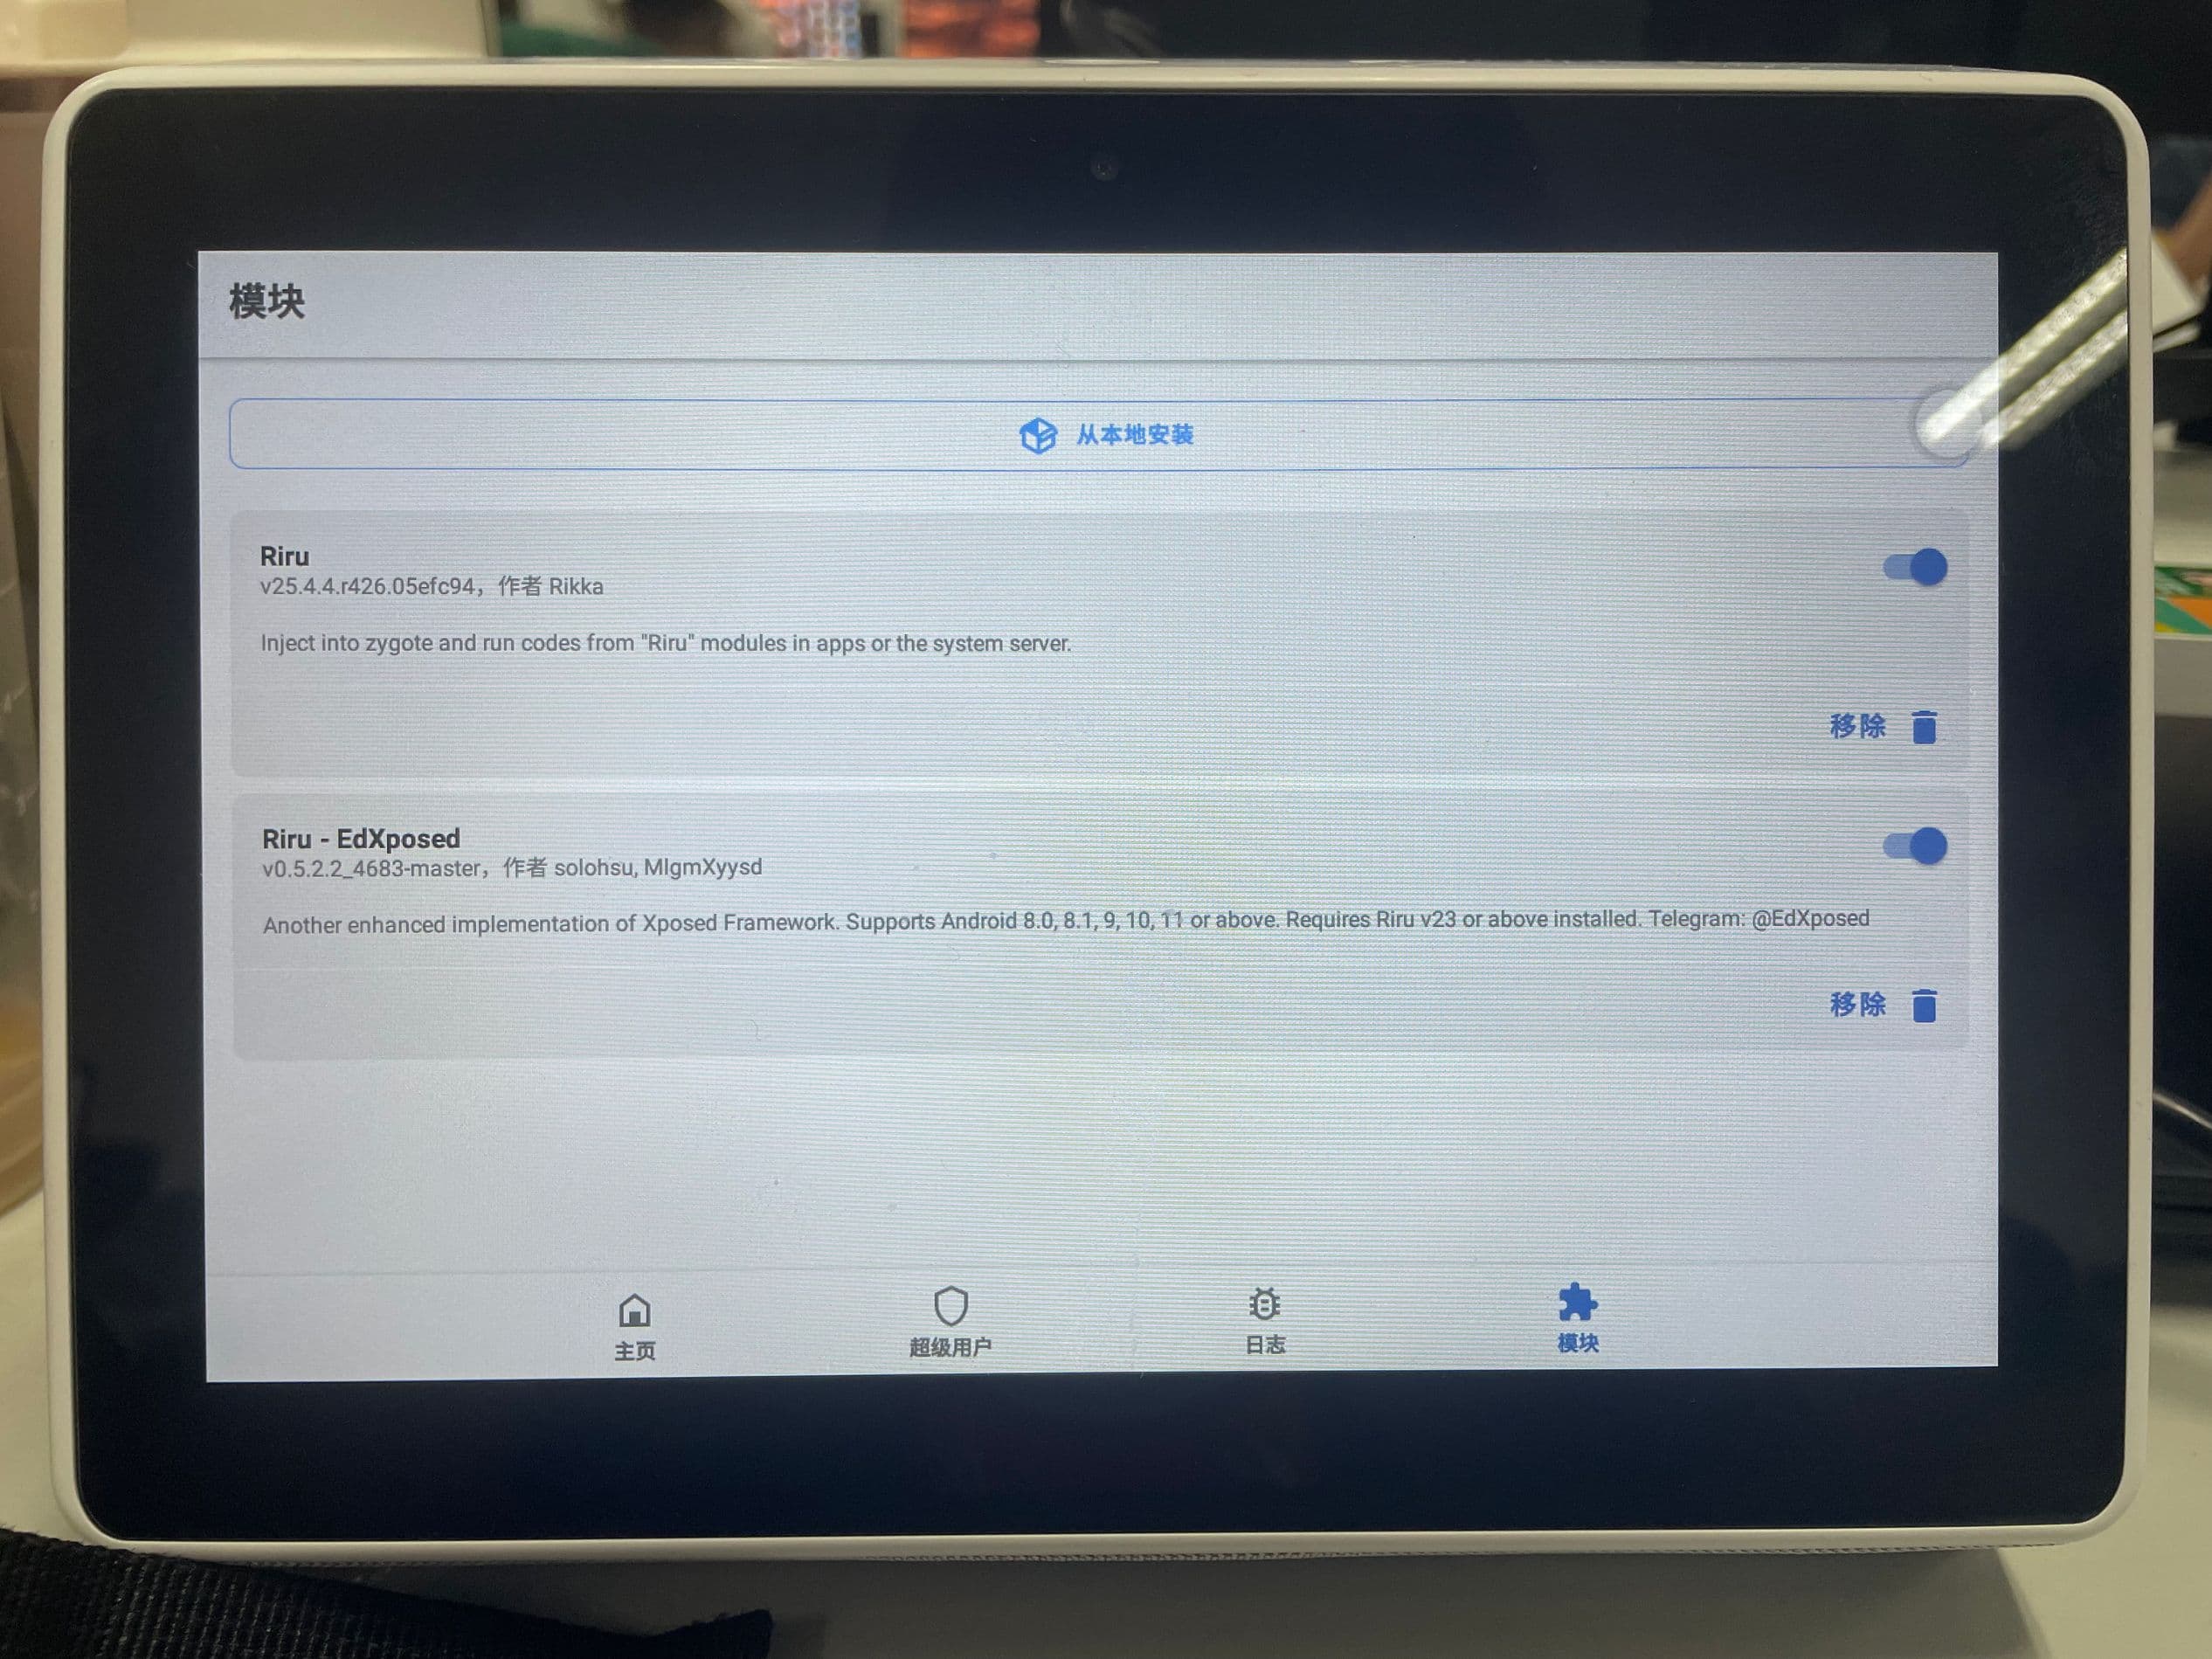 模块
从本地安装
Riru
v25.4.4.r426.05efc94，作者 Rikka
Inject into zygote and run codes from "Riru" modules in apps or the system server.
移除
Riru - EdXposed
v0.5.2.2_4683-master，作者 solohsu, MlgmXyysd
Another enhanced implementation of Xposed Framework. Supports Android 8.0, 8.1, 9, 10, 11 or above. Requires Riru v23 or above installed. Telegram: @EdXposed
移除
主页
超级用户
日志
模块